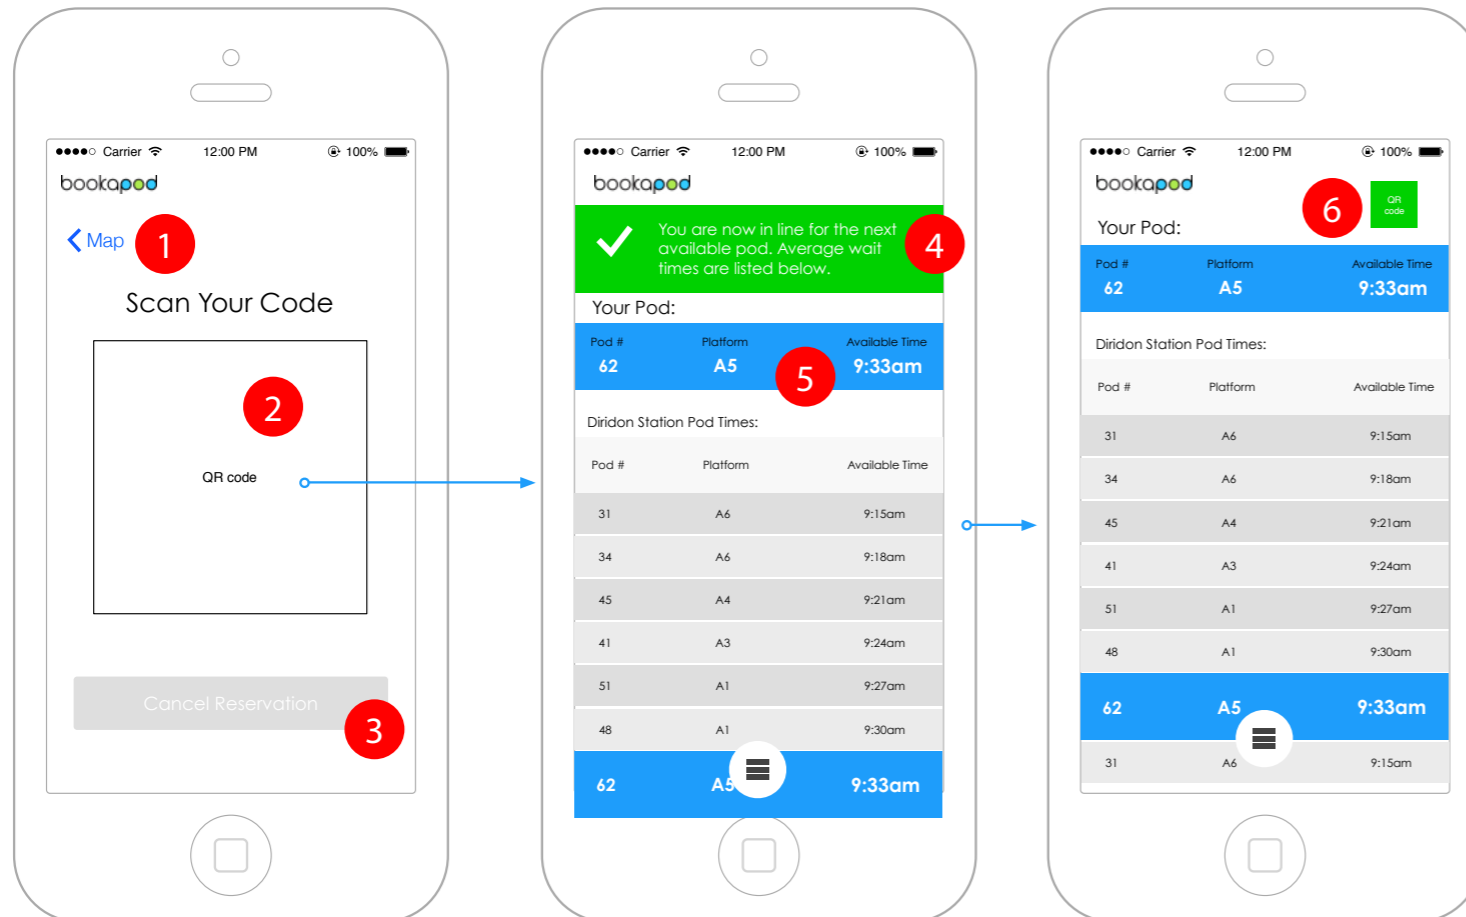 ●●●●○ Carrier 12:00 PM 100%
bookapod
Map
1
Scan Your Code
2
QR code
Cancel Reservation
3
●●●●○ Carrier 12:00 PM 100%
bookapod
You are now in line for the next
available pod. Average wait
times are listed below.
4
Your Pod:
Pod # Platform Available Time
62 A5 9:33am
5
Diridon Station Pod Times:
Pod # Platform Available Time
31 A6 9:15am
34 A6 9:18am
45 A4 9:21am
41 A3 9:24am
51 A1 9:27am
48 A1 9:30am
62 A5 9:33am
●●●●○ Carrier 12:00 PM 100%
bookapod
6
QR
code
Your Pod:
Pod # Platform Available Time
62 A5 9:33am
Diridon Station Pod Times:
Pod # Platform Available Time
31 A6 9:15am
34 A6 9:18am
45 A4 9:21am
41 A3 9:24am
51 A1 9:27am
48 A1 9:30am
62 A5 9:33am
31 A6 9:15am